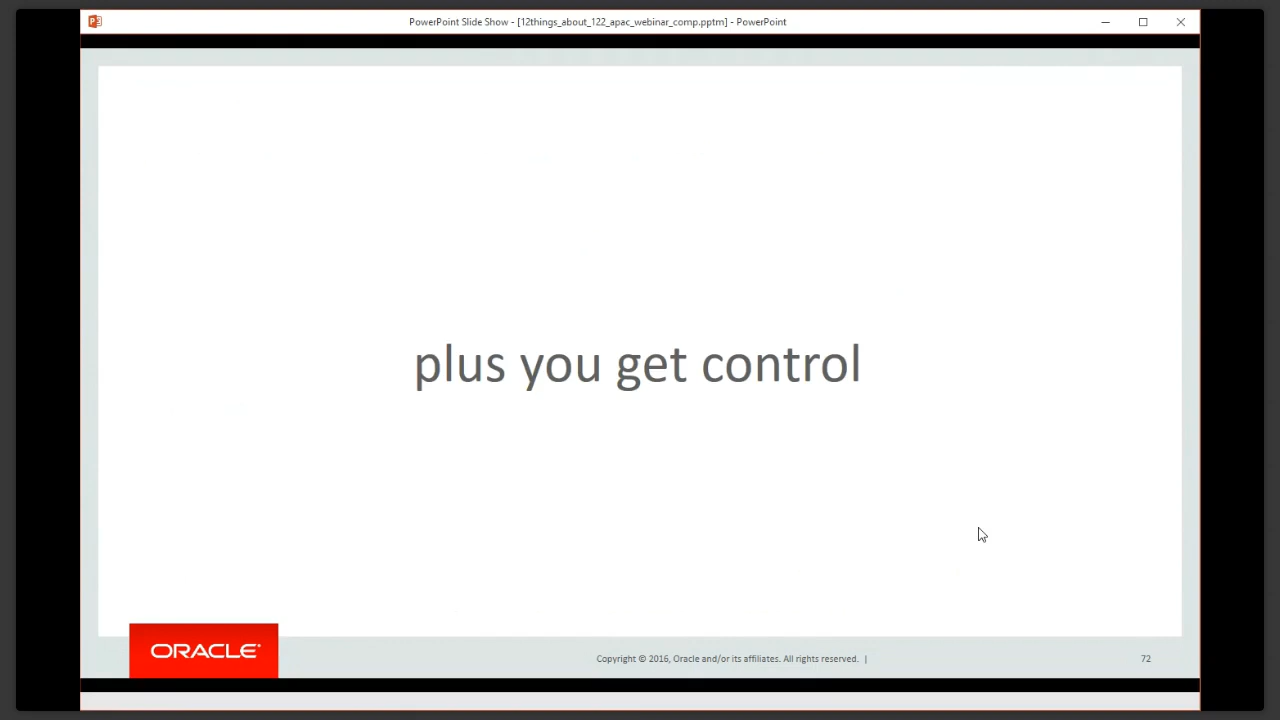 PowerPoint Slide Show - [12things_about_122_apac_webinar_comp.pptm] - PowerPoint
plus you get control
ORACLE®
Copyright © 2016, Oracle and/or its affiliates. All rights reserved. |
72